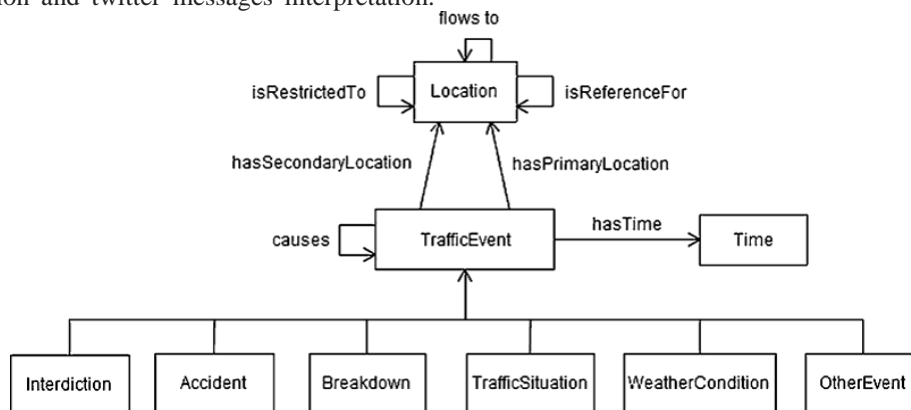 and twitter messages interpretation.
flows to
Location
isRestrictedTo
isReferenceFor
hasSecondaryLocation
hasPrimaryLocation
causes
TrafficEvent
hasTime
Time
Interdiction
Accident
Breakdown
TrafficSituation
WeatherCondition
OtherEvent